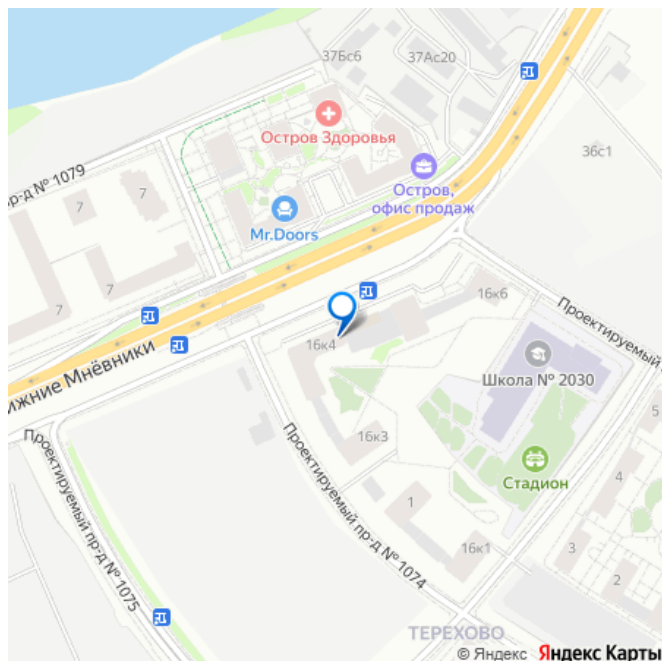 37Бс6
37Ас20
Остров Здоровья
36с1
пр-д № 1079
7
7
Остров,
офис продаж
Mr.Doors
7
7
16к6
Проектируемый
16к4
ижние Мнёвники
Школа № 2030
16к3
5
Проектируемый пр-д № 1075
Проектируемый пр-д № 1074
Стадион
4
1
16к1
3
2
ТЕРЕХОВО
© Яндекс Яндекс Карты